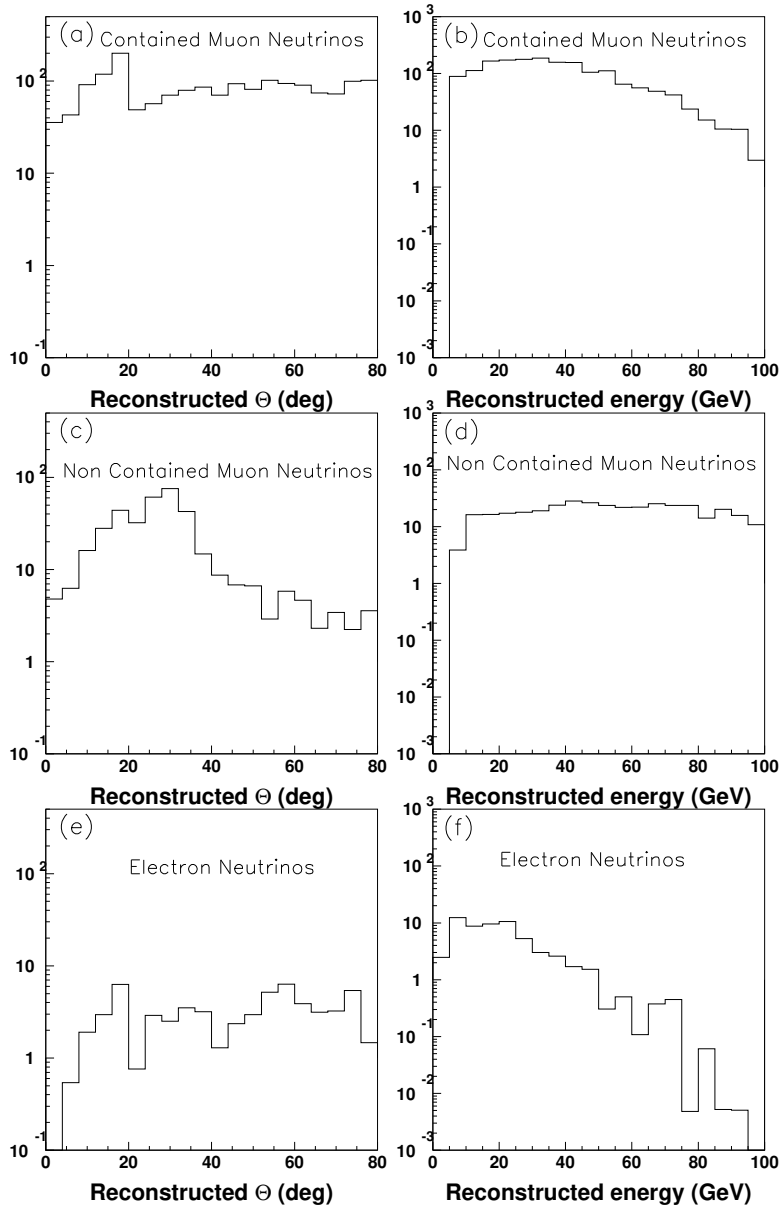 (a) Contained Muon Neutrinos
10²
10
1
10⁻¹
0 20 40 60 80
Reconstructed Θ (deg)
(b) Contained Muon Neutrinos
10³
10²
10
1
10⁻¹
10⁻²
10⁻³
0 20 40 60 80 100
Reconstructed energy (GeV)
(c)
Non Contained Muon Neutrinos
10²
10
1
10⁻¹
0 20 40 60 80
Reconstructed Θ (deg)
(d)
Non Contained Muon Neutrinos
10³
10²
10
1
10⁻¹
10⁻²
10⁻³
0 20 40 60 80 100
Reconstructed energy (GeV)
(e)
Electron Neutrinos
10²
10
1
10⁻¹
0 20 40 60 80
Reconstructed Θ (deg)
(f)
Electron Neutrinos
10³
10²
10
1
10⁻¹
10⁻²
10⁻³
0 20 40 60 80 100
Reconstructed energy (GeV)